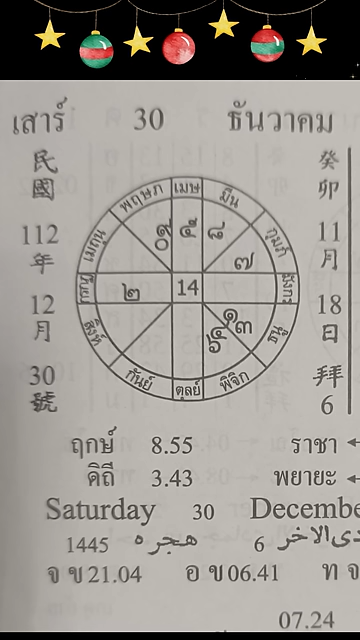 เสาร์ 30 ธันวาคม
民國 112 年 12 月 30 號
癸卯 11 月 18 日 拜 6
พฤษภ เมษ มีน
เมถุน กุมภ์
กรกฎ มังกร
สิงห์ ธนู
กันย์ ตุลย์ พิจิก
๕ ๘
๗
๒ 14
๑ ๓
ฤกษ์ 8.55 ราชา
ดิถี 3.43 พยายะ
Saturday 30 Decembe
1445 هجره 6
จ ข 21.04 อ ข 06.41 ท จ
07.24